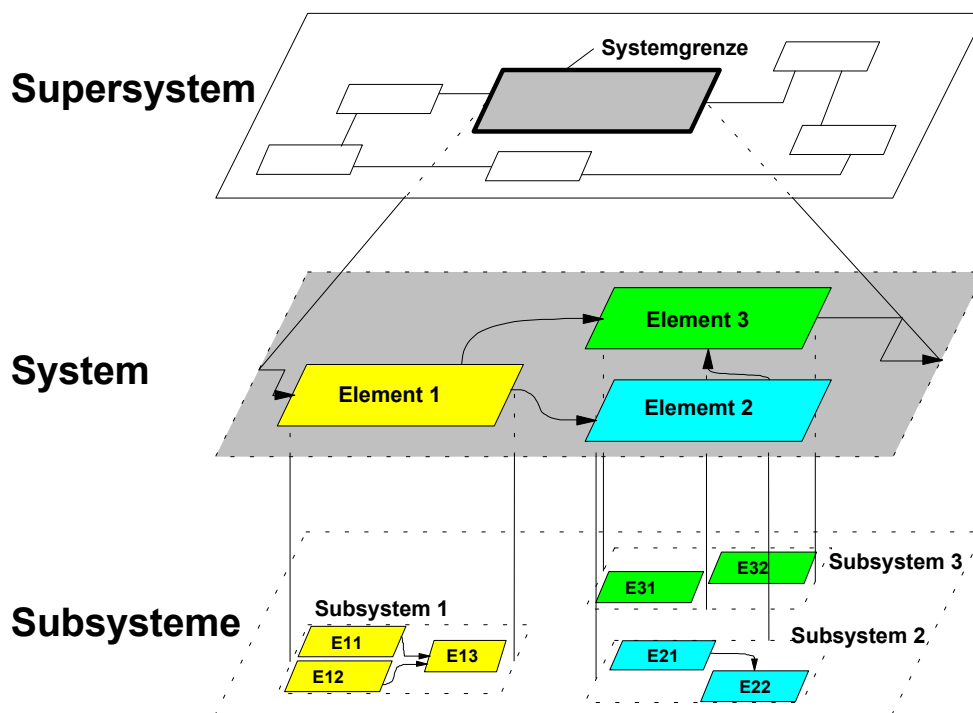 Systemgrenze
Supersystem
Element 3
System
Element 1
Elememt 2
E32
Subsystem 3
E31
Subsysteme
Subsystem 1
Subsystem 2
E11
E13
E21
E12
E22